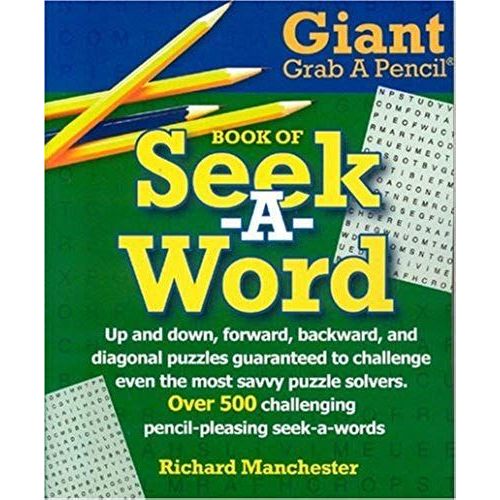 Giant
Grab A Pencil®
BOOK OF
Seek
-A-
Word
Up and down, forward, backward, and
diagonal puzzles guaranteed to challenge
even the most savvy puzzle solvers.
Over 500 challenging
pencil-pleasing seek-a-words
Richard Manchester